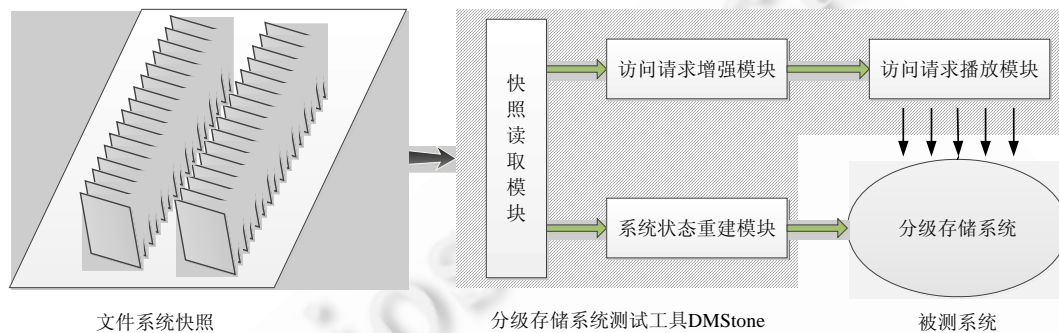 快照读取模块
访问请求增强模块
访问请求播放模块
系统状态重建模块
分级存储系统
文件系统快照
分级存储系统测试工具DMStone
被测系统